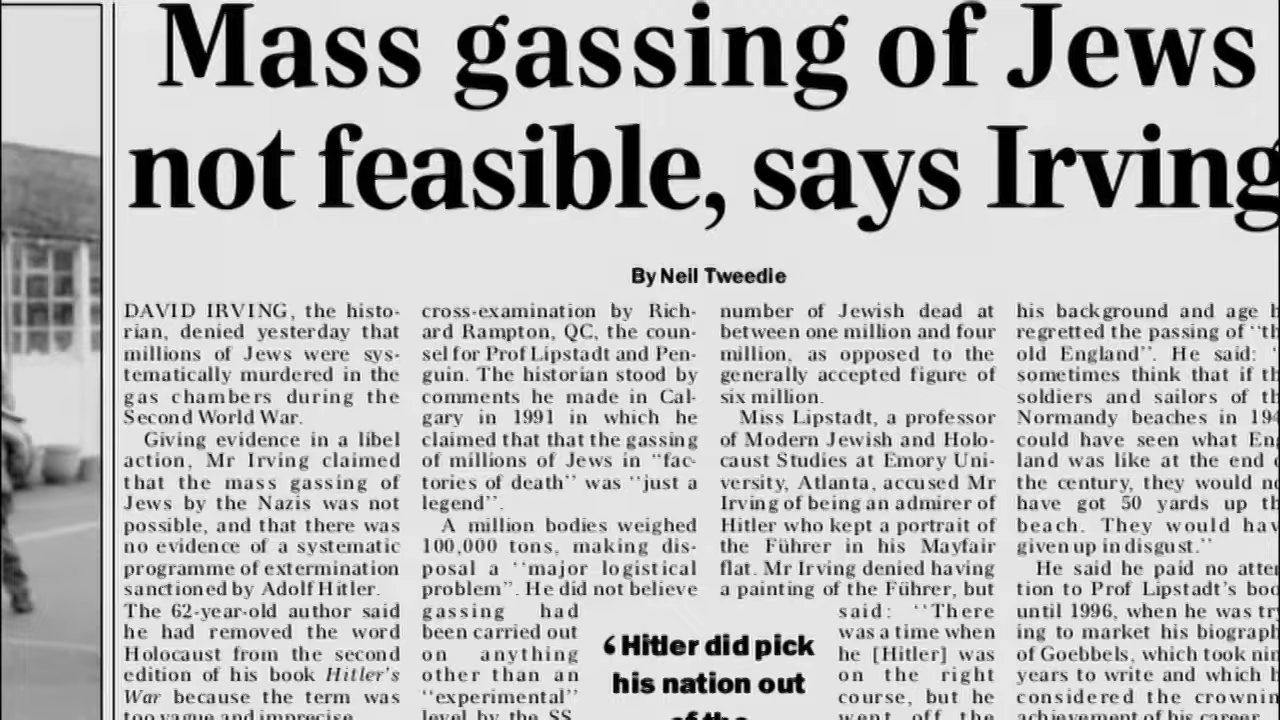 Mass gassing of Jews
not feasible, says Irving
By Neil Tweedie
DAVID IRVING, the histo-
rian, denied yesterday that
millions of Jews were sys-
tematically murdered in the
gas chambers during the
Second World War.
Giving evidence in a libel
action, Mr Irving claimed
that the mass gassing of
Jews by the Nazis was not
possible, and that there was
no evidence of a systematic
programme of extermination
sanctioned by Adolf Hitler.
The 62-year-old author said
he had removed the word
Holocaust from the second
edition of his book Hitler's
War because the term was
too vague and imprecise.
cross-examination by Rich-
ard Rampton, QC, the coun-
sel for Prof Lipstadt and Pen-
guin. The historian stood by
comments he made in Cal-
gary in 1991 in which he
claimed that that the gassing
of millions of Jews in "fac-
tories of death" was "just a
legend".
A million bodies weighed
100,000 tons, making dis-
posal a "major logistical
problem". He did not believe
gassing had
been carried out
on anything
other than an
"experimental"
level by the SS.
‘Hitler did pick
his nation out
of the
number of Jewish dead at
between one million and four
million, as opposed to the
generally accepted figure of
six million.
Miss Lipstadt, a professor
of Modern Jewish and Holo-
caust Studies at Emory Uni-
versity, Atlanta, accused Mr
Irving of being an admirer of
Hitler who kept a portrait of
the Führer in his Mayfair
flat. Mr Irving denied having
a painting of the Führer, but
said: "There
was a time when
he [Hitler] was
on the right
course, but he
went off the
his background and age
regretted the passing of
old England". He said:
sometimes think that if
soldiers and sailors of
Normandy beaches in
could have seen what
land was like at the end
the century, they would
have got 50 yards up
beach. They would
given up in disgust."
He said he paid no
tion to Prof Lipstadt's
until 1996, when he was
ing to market his
of Goebbels, which took
years to write and which
considered the
achievement of his career.